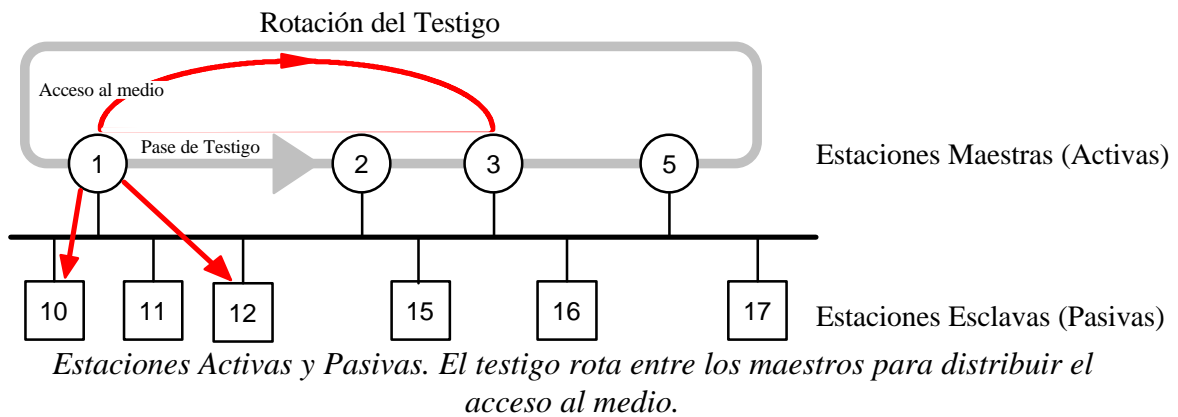 Rotación del Testigo
Acceso al medio
Pase de Testigo
1
2
3
5
Estaciones Maestras (Activas)
10
11
12
15
16
17
Estaciones Esclavas (Pasivas)
Estaciones Activas y Pasivas. El testigo rota entre los maestros para distribuir el
acceso al medio.